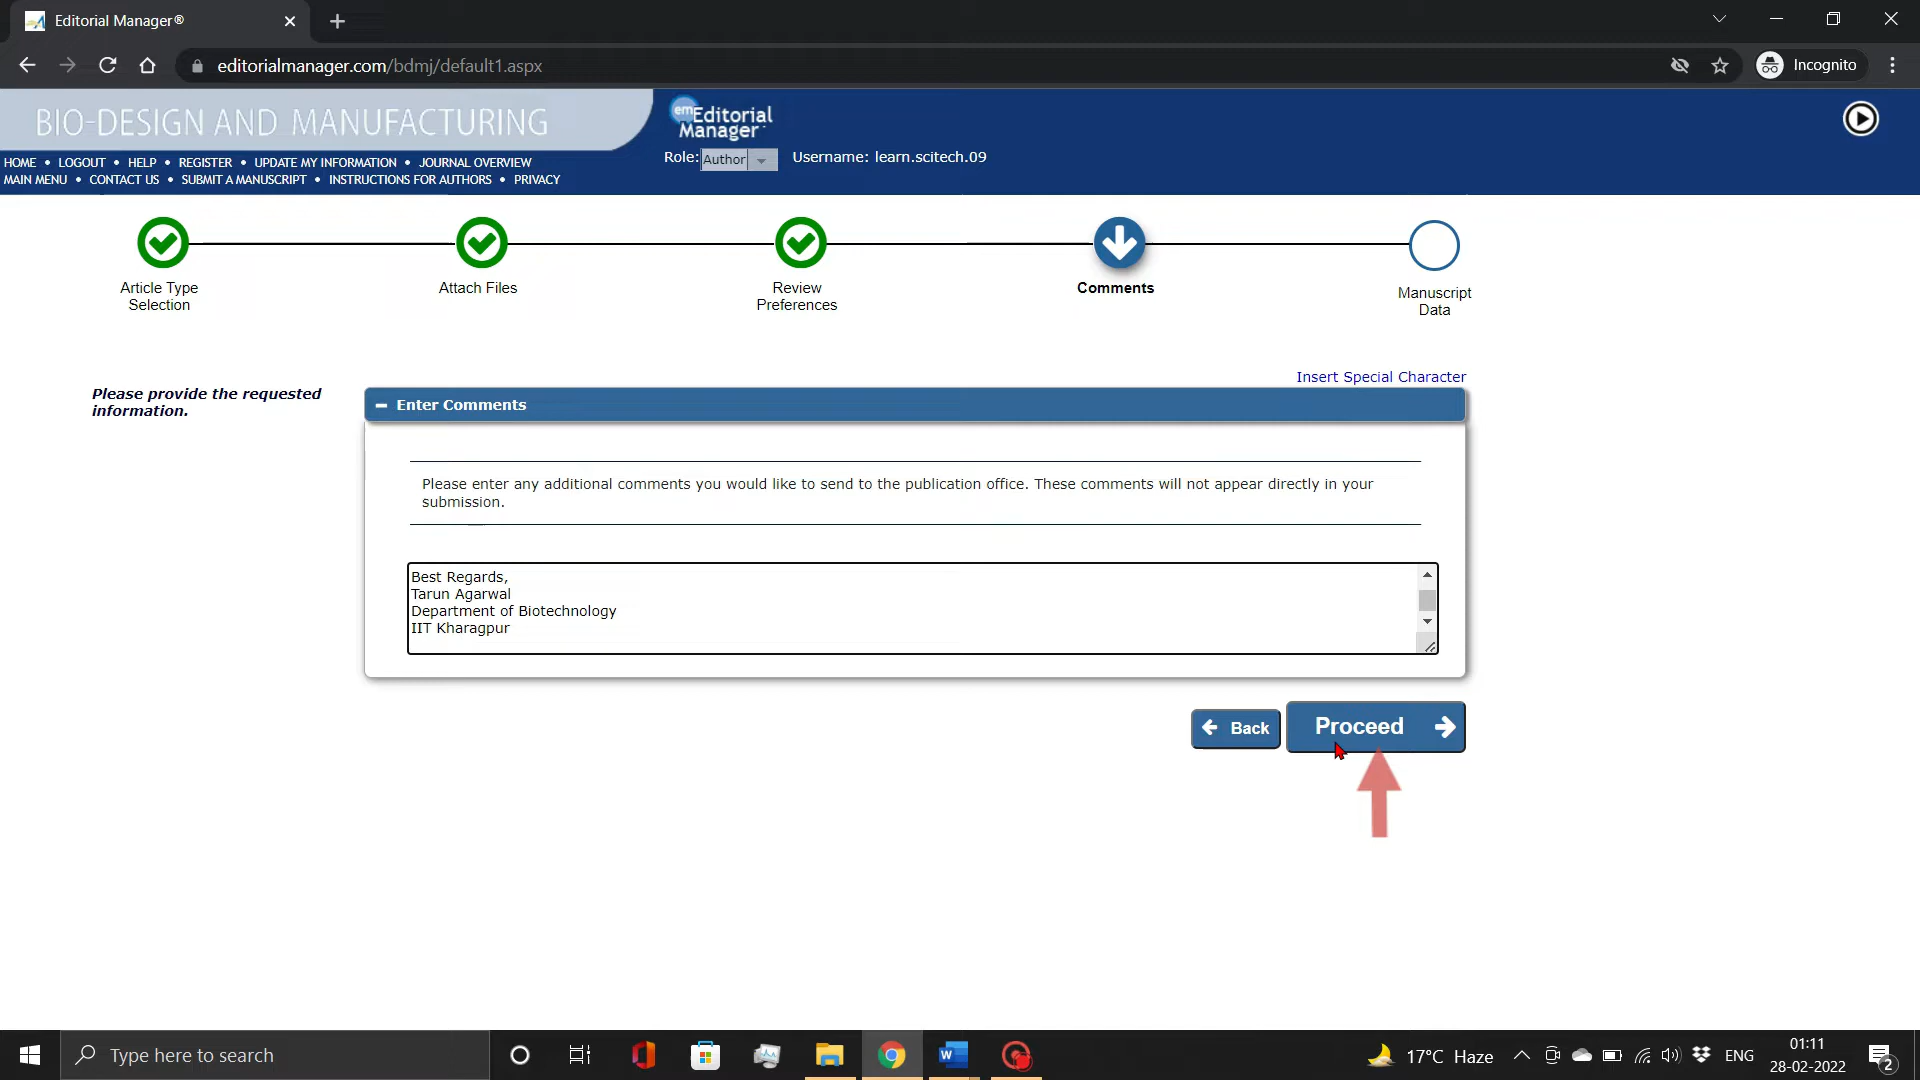 Editorial Manager®
editorialmanager.com/bdmj/default1.aspx
Incognito
BIO-DESIGN AND MANUFACTURING
em Editorial
Manager
Role: Author
Username: learn.scitech.09
HOME • LOGOUT • HELP • REGISTER • UPDATE MY INFORMATION • JOURNAL OVERVIEW
MAIN MENU • CONTACT US • SUBMIT A MANUSCRIPT • INSTRUCTIONS FOR AUTHORS • PRIVACY
Article Type
Selection
Attach Files
Review
Preferences
Comments
Manuscript
Data
Insert Special Character
Please provide the requested
information.
Enter Comments
Please enter any additional comments you would like to send to the publication office. These comments will not appear directly in your
submission.
Best Regards,
Tarun Agarwal
Department of Biotechnology
IIT Kharagpur
Back
Proceed
Type here to search
17°C Haze
ENG
01:11
28-02-2022
2